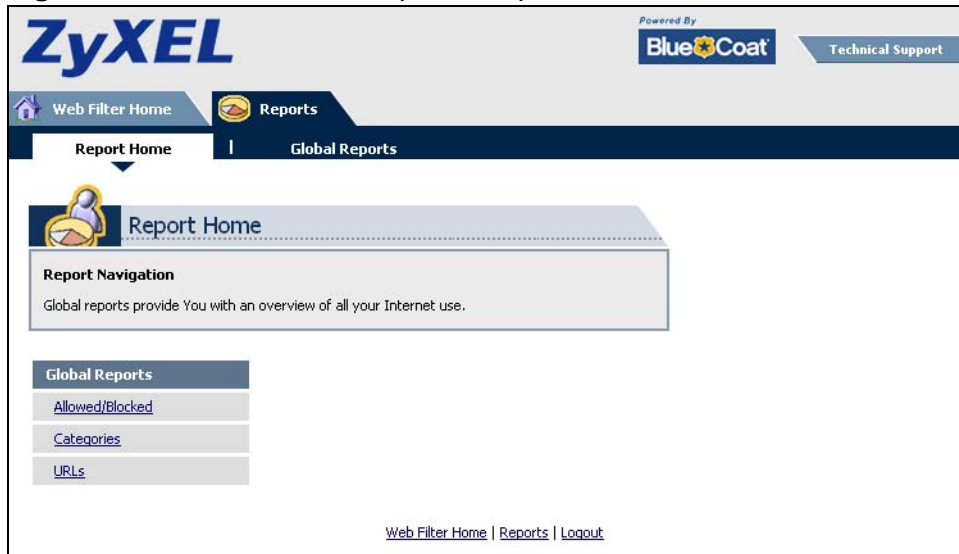 ZyXEL
Powered By
Blue Coat
Technical Support
Web Filter Home
Reports
Report Home | Global Reports
Report Home
Report Navigation
Global reports provide You with an overview of all your Internet use.
Global Reports
Allowed/Blocked
Categories
URLs
Web Filter Home | Reports | Logout